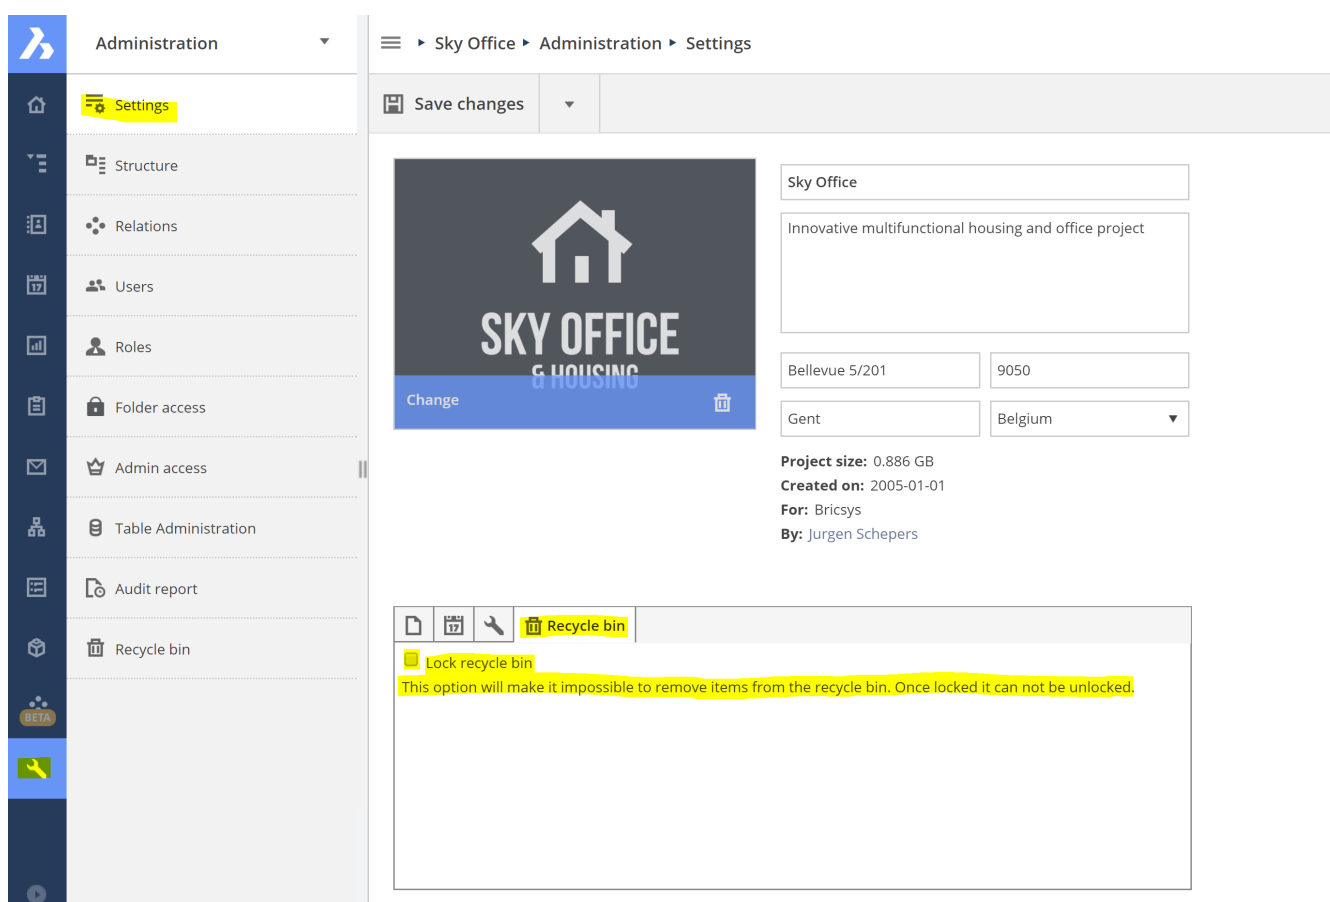 Administration
Sky Office Administration Settings
Settings
Save changes
Structure
Relations
17
Users
Roles
Folder access
Admin access
Table Administration
Audit report
Recycle bin
BETA
SKY OFFICE
& HOUSING
Change
Sky Office
Innovative multifunctional housing and office project
Bellevue 5/201 9050
Gent Belgium
Project size: 0.886 GB
Created on: 2005-01-01
For: Bricsys
By: Jurgen Schepers
17 Recycle bin
Lock recycle bin
This option will make it impossible to remove items from the recycle bin. Once locked it can not be unlocked.